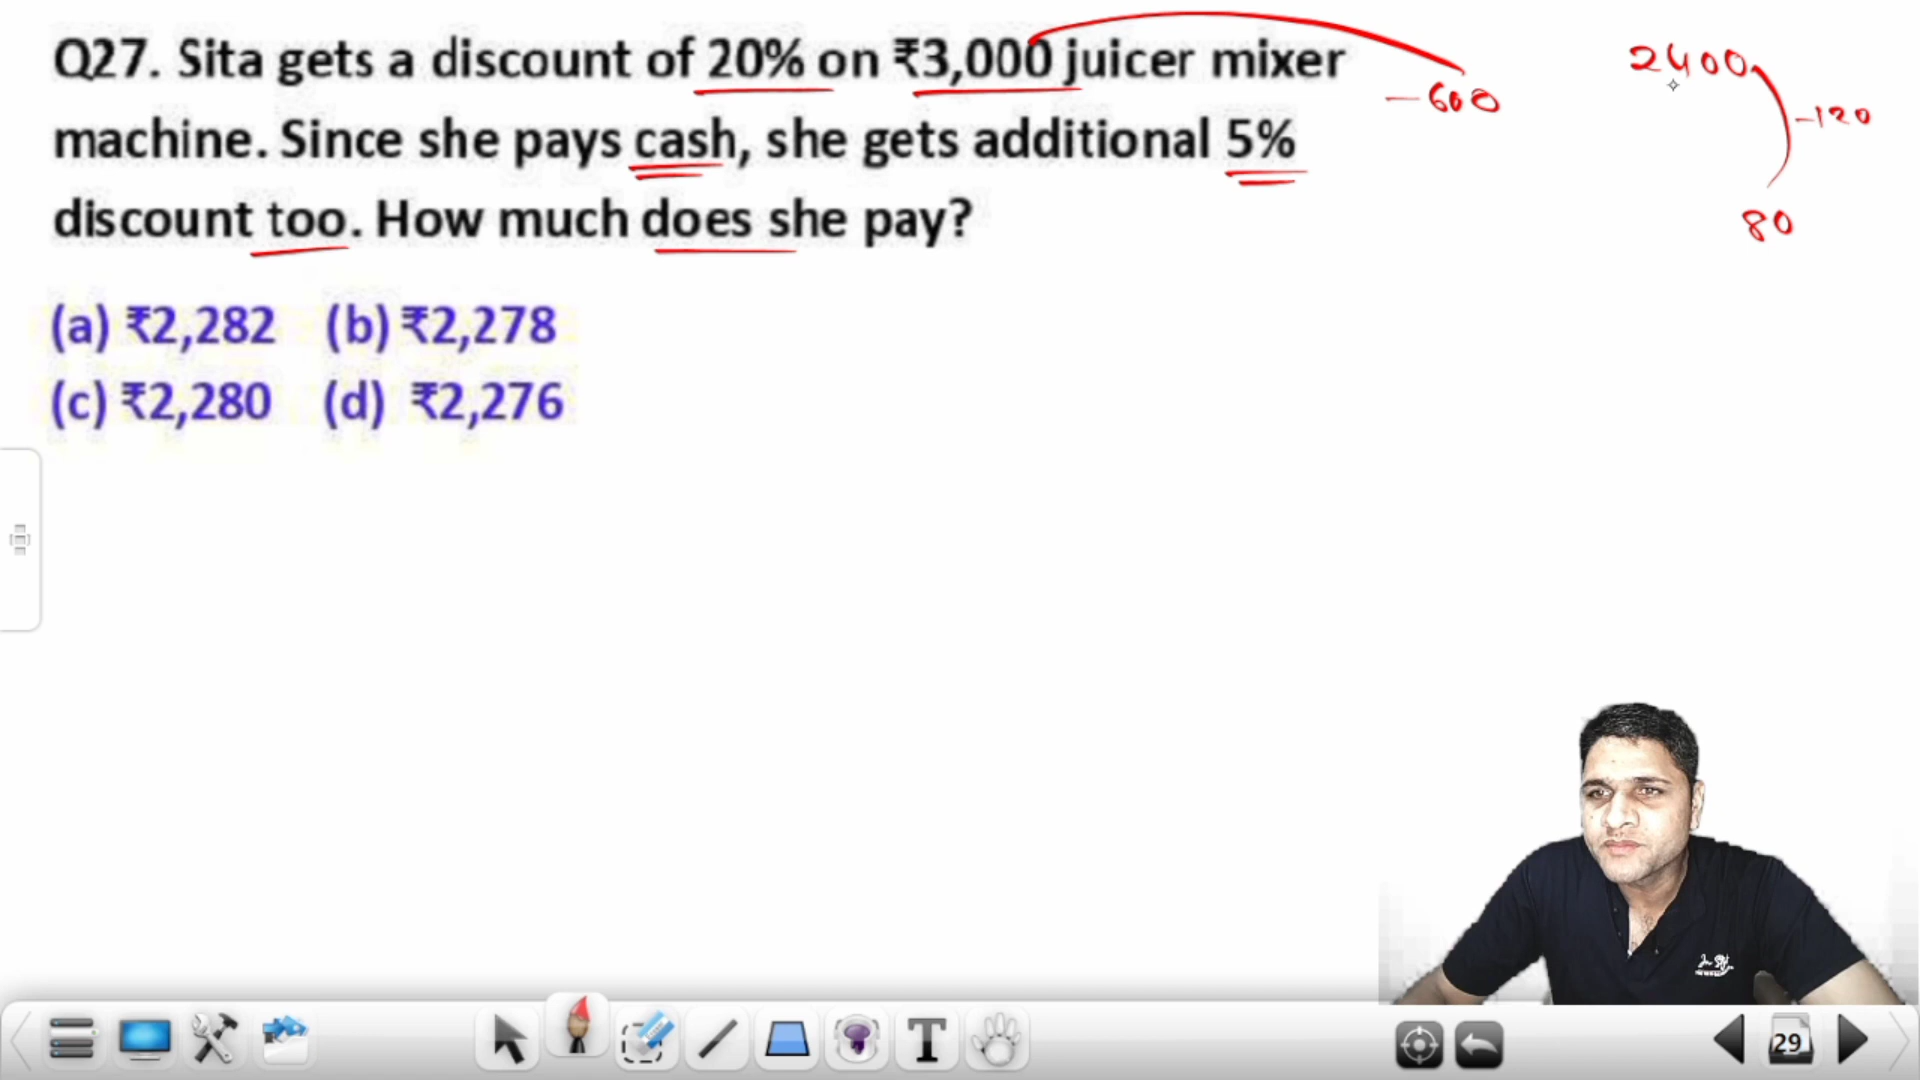 Q27. Sita gets a discount of 20% on ₹3,000 juicer mixer
machine. Since she pays cash, she gets additional 5%
discount too. How much does she pay?
(a) ₹2,282 (b) ₹2,278
(c) ₹2,280 (d) ₹2,276
-600
2400
-120
80
T
29